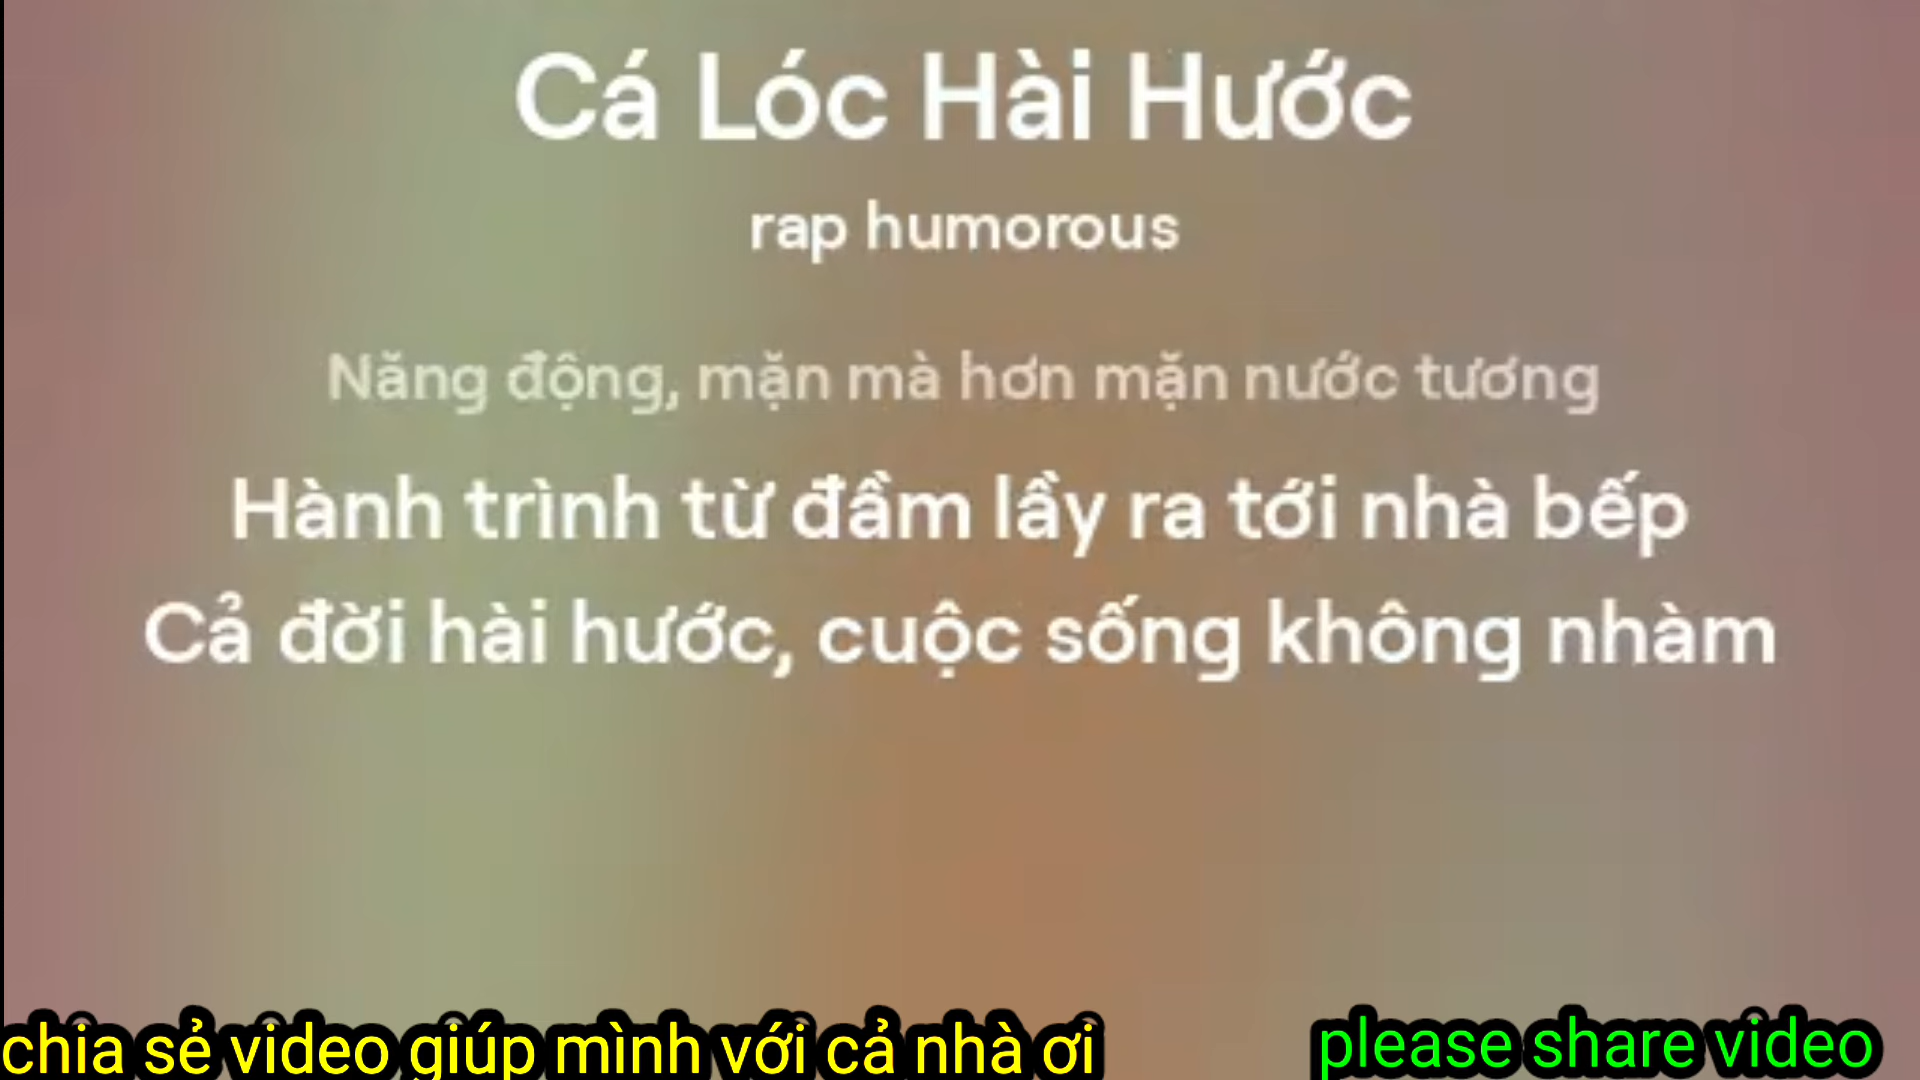 Cá Lóc Hài Hước
rap humorous
Năng động, mặn mà hơn mặn nước tương
Hành trình từ đầm lầy ra tới nhà bếp
Cả đời hài hước, cuộc sống không nhàm
chia sẻ video giúp mình với cả nhà ơi
please share video